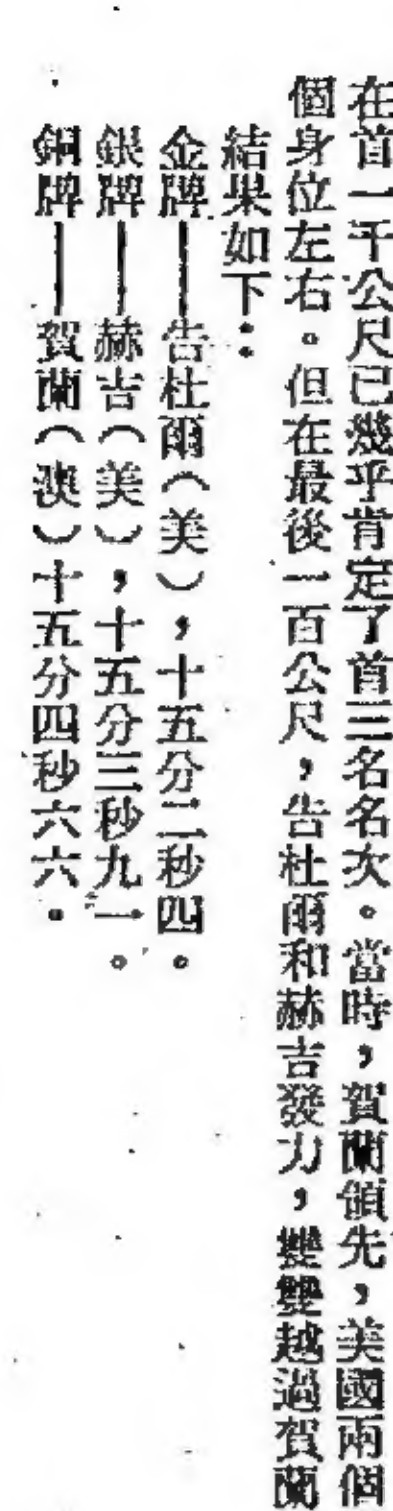 在首一千公尺已幾乎肯定了首三名名次。當時，賀蘭領先，美國兩個
個身位左右。但在最後一百公尺，告杜爾和赫吉發力，雙雙越過賀蘭
結果如下：
金牌——告杜爾（美），十五分二秒四。
銀牌——赫吉（美），十五分三秒九一。
銅牌——賀蘭（澳）十五分四秒六六。